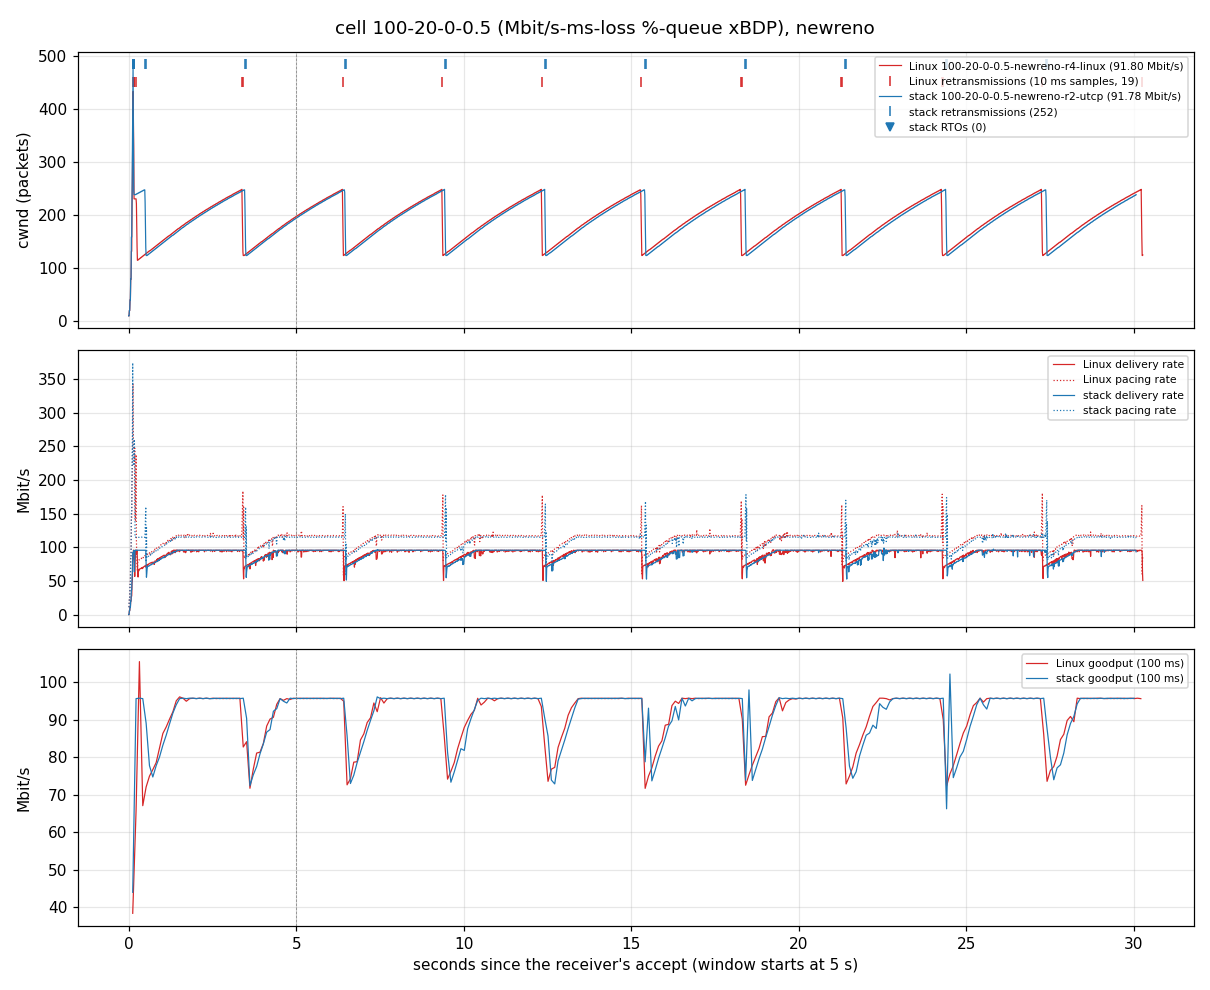 cell 100-20-0-0.5 (Mbit/s-ms-loss %-queue xBDP), newreno
500
400
300
200
100
0
cwnd (packets)
Linux 100-20-0-0.5-newreno-r4-linux (91.80 Mbit/s)
Linux retransmissions (10 ms samples, 19)
stack 100-20-0-0.5-newreno-r2-utcp (91.78 Mbit/s)
stack retransmissions (252)
stack RTOs (0)
350
300
250
200
150
100
50
0
Mbit/s
Linux delivery rate
Linux pacing rate
stack delivery rate
stack pacing rate
100
90
80
70
60
50
40
Mbit/s
Linux goodput (100 ms)
stack goodput (100 ms)
0 5 10 15 20 25 30
seconds since the receiver's accept (window starts at 5 s)